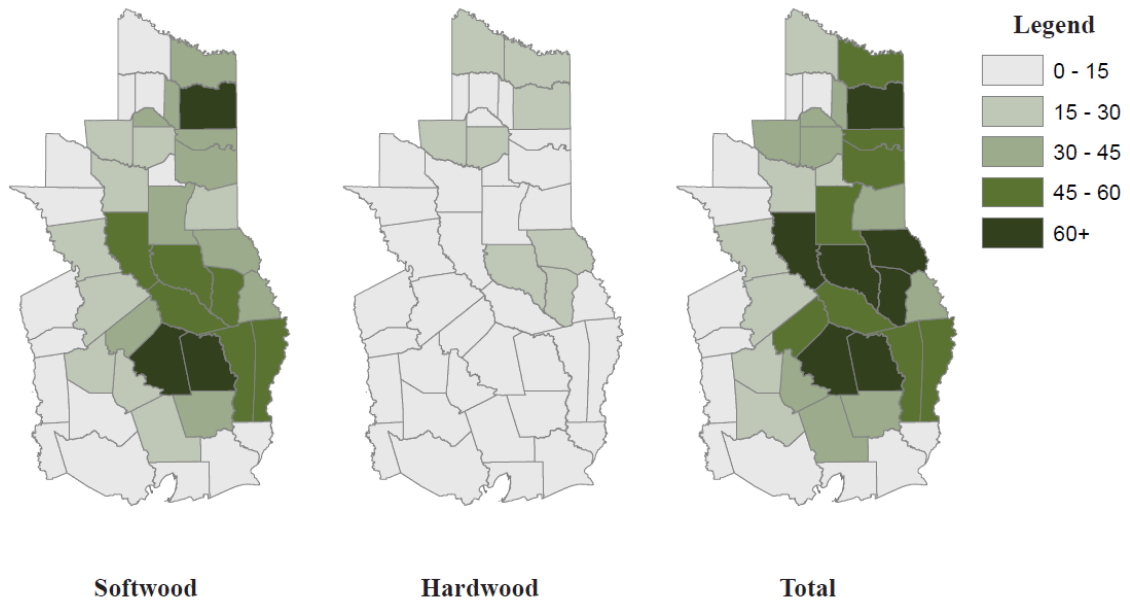 Legend
0 - 15
15 - 30
30 - 45
45 - 60
60+
Softwood
Hardwood
Total